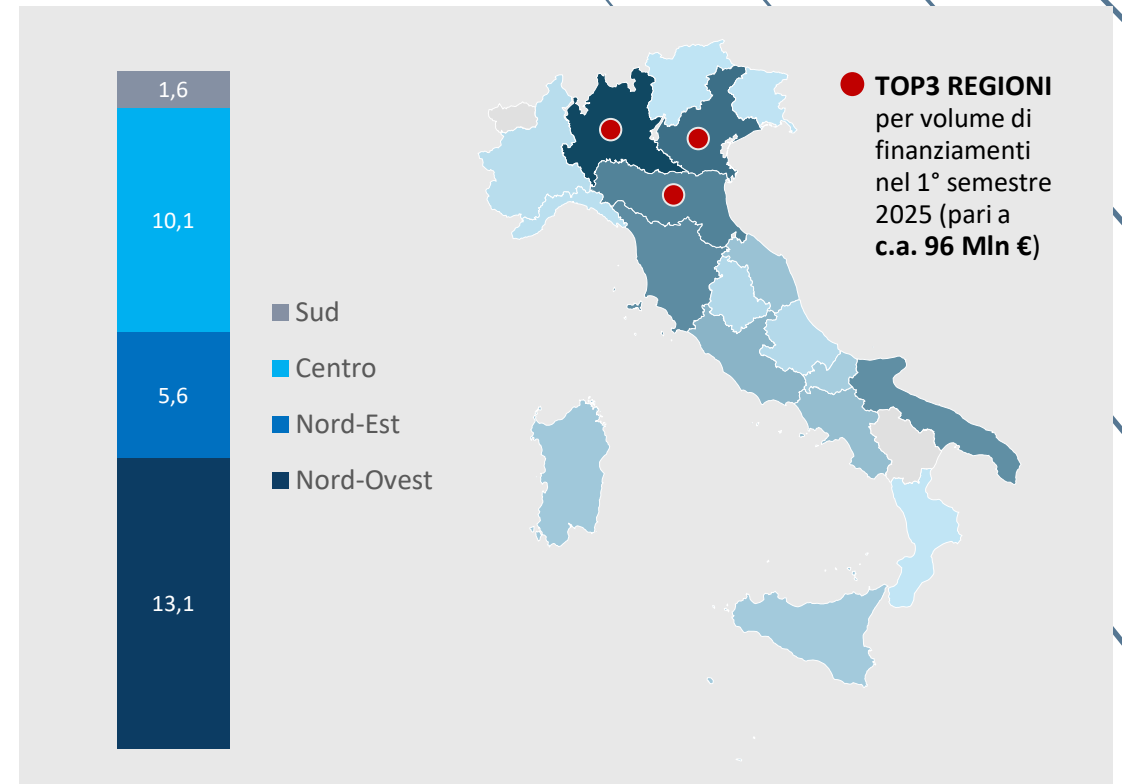 1,6
10,1
5,6
13,1
Sud
Centro
Nord-Est
Nord-Ovest
TOP3 REGIONI
per volume di
finanziamenti
nel 1° semestre
2025 (pari a
c.a. 96 Mln €)